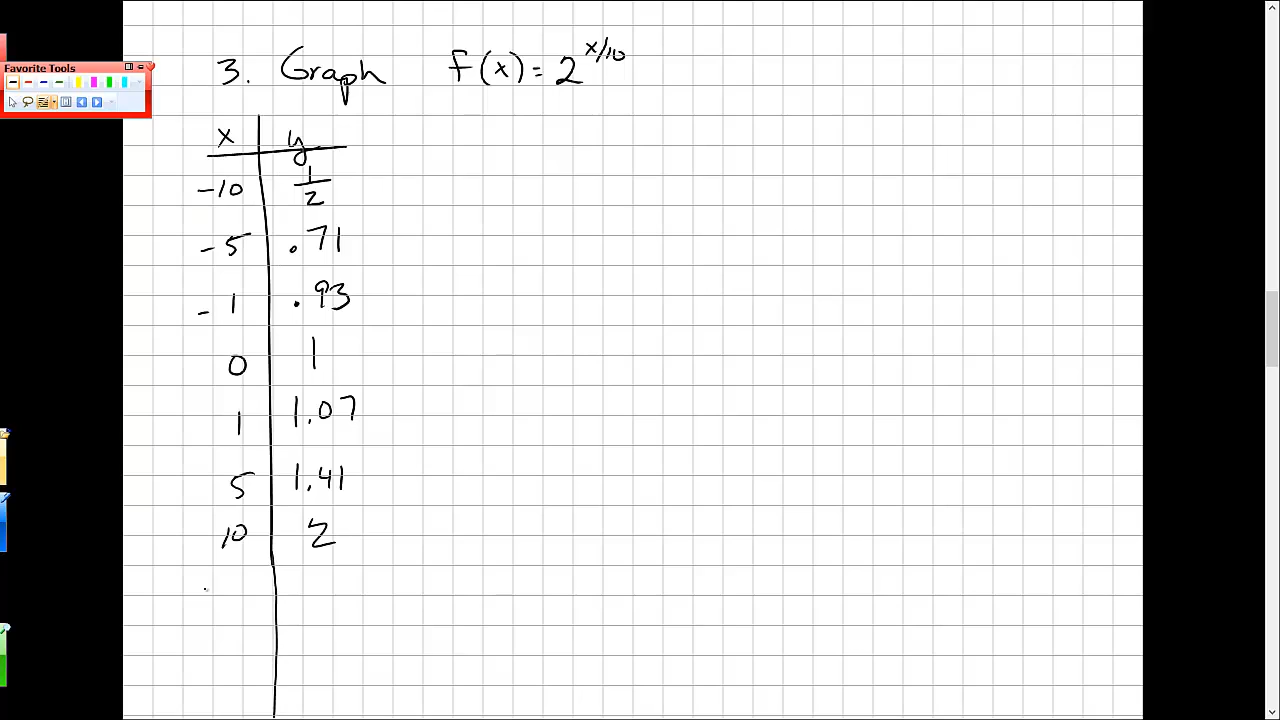 3. Graph f(x) = 2^{x/10}
Favorite Tools
x y
-10 1/2
-5 .71
-1 .93
0 1
1 1.07
5 1.41
10 2